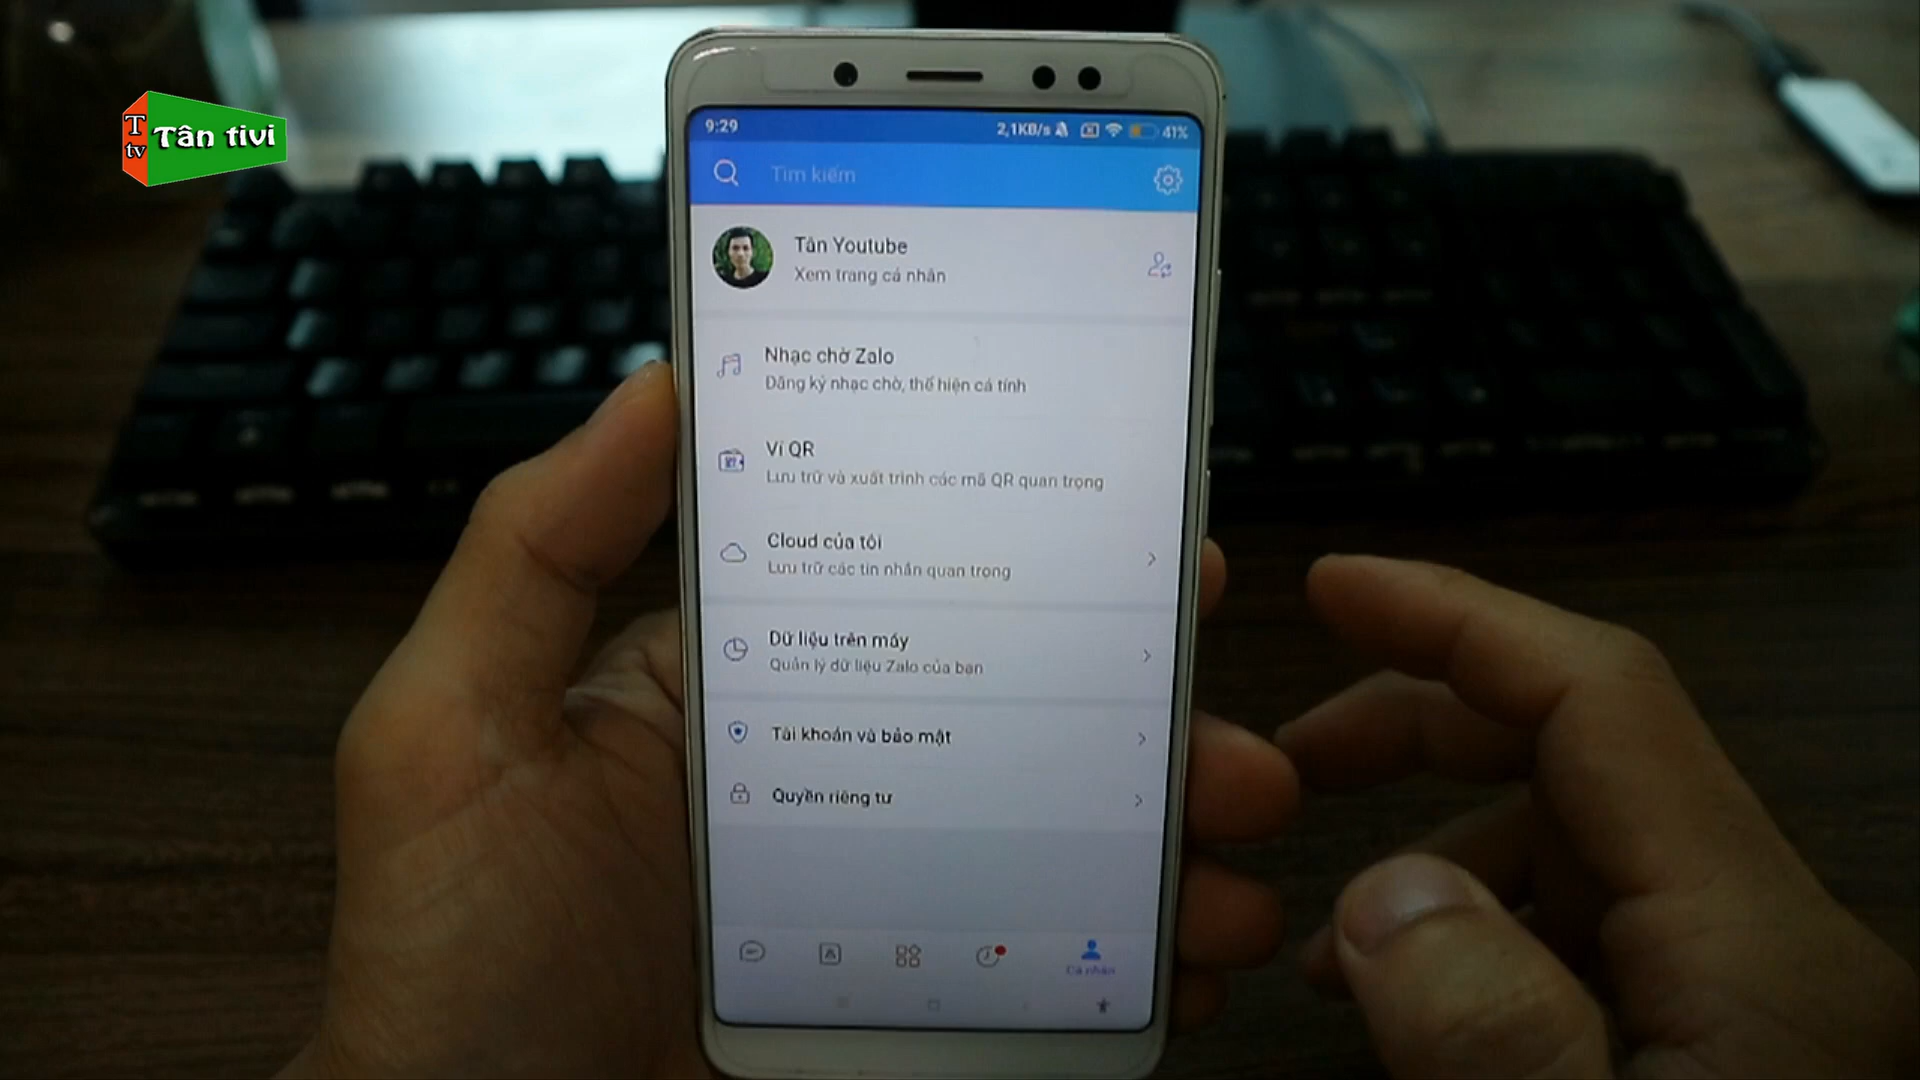 T
tv
Tân tivi
9:29
2,1KB/s
41%
Tìm kiếm
Tân Youtube
Xem trang cá nhân
Nhạc chờ Zalo
Đăng ký nhạc chờ, thể hiện cá tính
Ví QR
Lưu trữ và xuất trình các mã QR quan trọng
Cloud của tôi
Lưu trữ các tin nhắn quan trọng
Dữ liệu trên máy
Quản lý dữ liệu Zalo của bạn
Tài khoản và bảo mật
Quyền riêng tư
Cá nhân